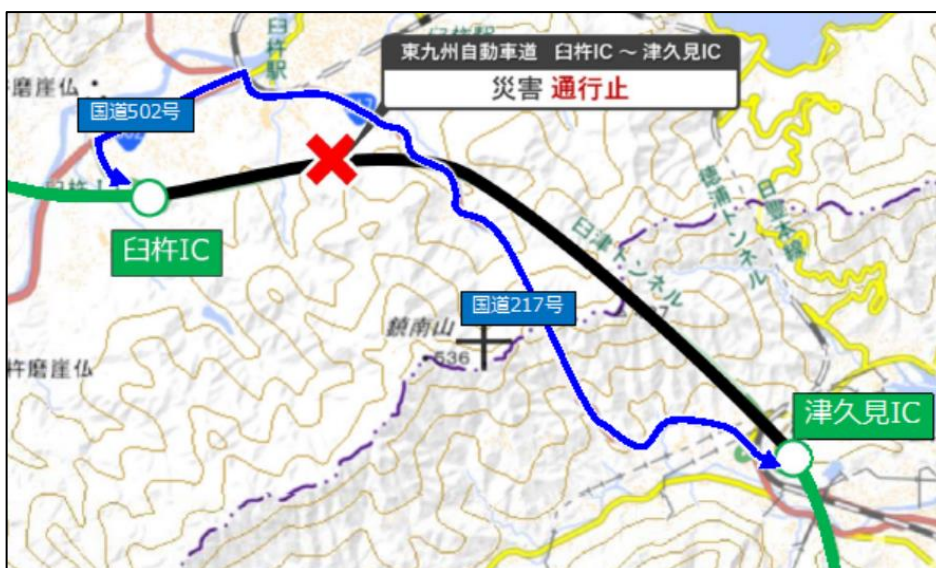 臼杵駅
臼杵駅
東九州自動車道 臼杵IC ～ 津久見IC
災害 通行止
磨崖仏
国道502号
臼杵IC
徳浦トンネル
日豊本線
臼津トンネル
国道217号
鎮南山
536
杵磨崖仏
津久見IC